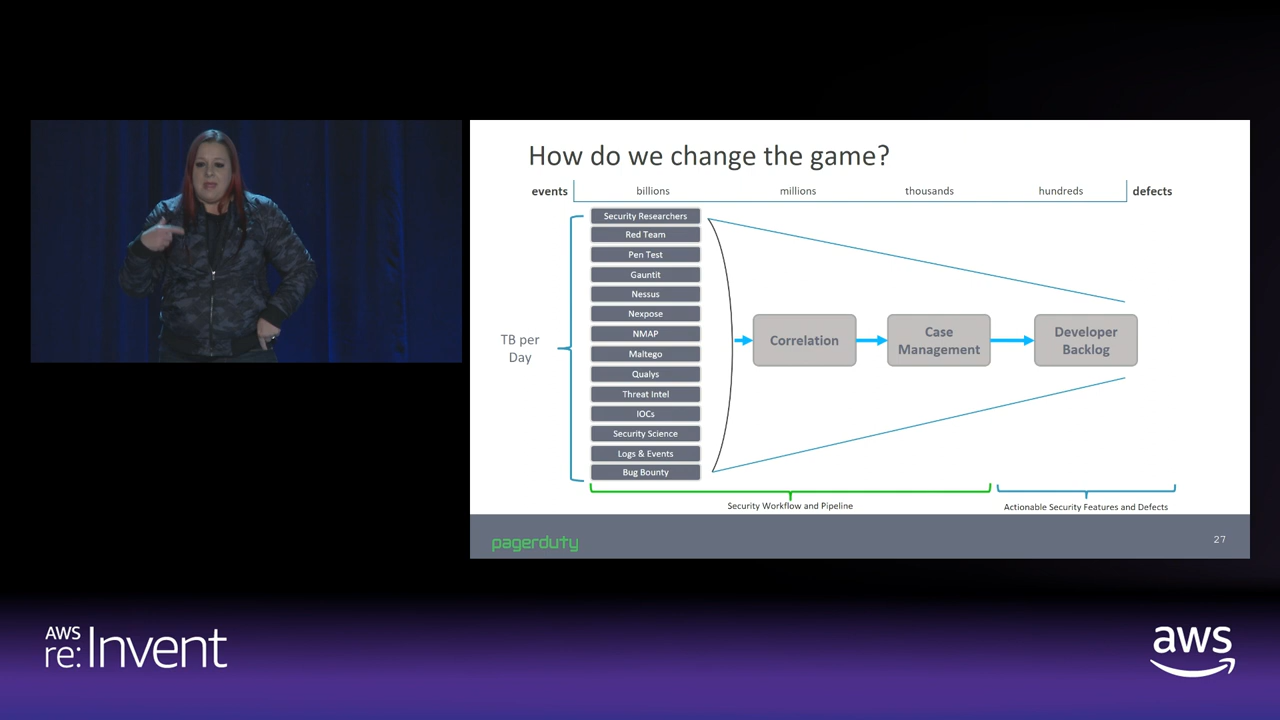 How do we change the game?
events billions millions thousands hundreds defects
Security Researchers
Red Team
Pen Test
Gauntit
Nessus
Nexpose
NMAP
Maltego
Qualys
Threat Intel
IOCs
Security Science
Logs & Events
Bug Bounty
TB per
Day
Correlation
Case
Management
Developer
Backlog
Security Workflow and Pipeline
Actionable Security Features and Defects
pagerduty
27
AWS
re:Invent
aws